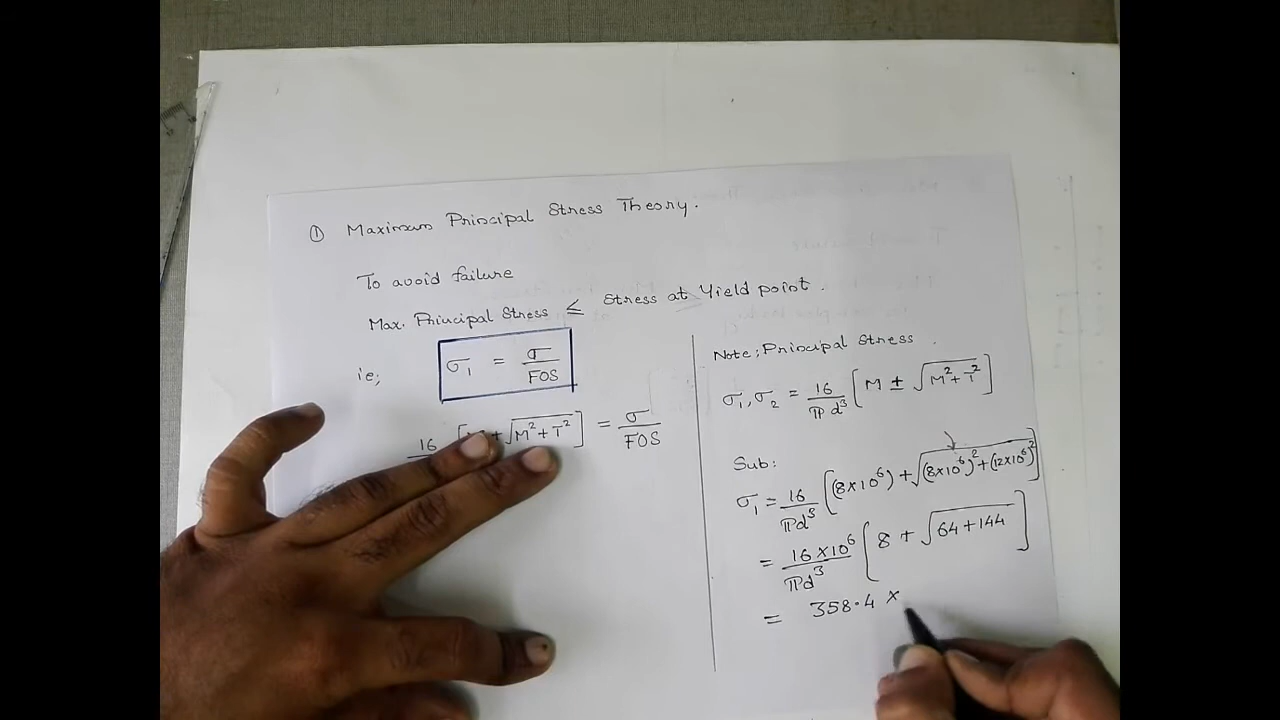 ① Maximum Principal Stress Theory.
To avoid failure
Max. Principal Stress ≤ Stress at Yield point.
ie; σ₁ = σ/FOS
16 + √M²+T²] = σ/FOS
Note; Principal Stress.
σ₁, σ₂ = 16/πd³ [M ± √M²+T²]
Sub:
σ₁ = 16/πd³ [(8×10⁶) + √(8×10⁶)²+(12×10⁶)²]
= 16×10⁶/πd³ [8 + √64+144]
= 358.4 ×